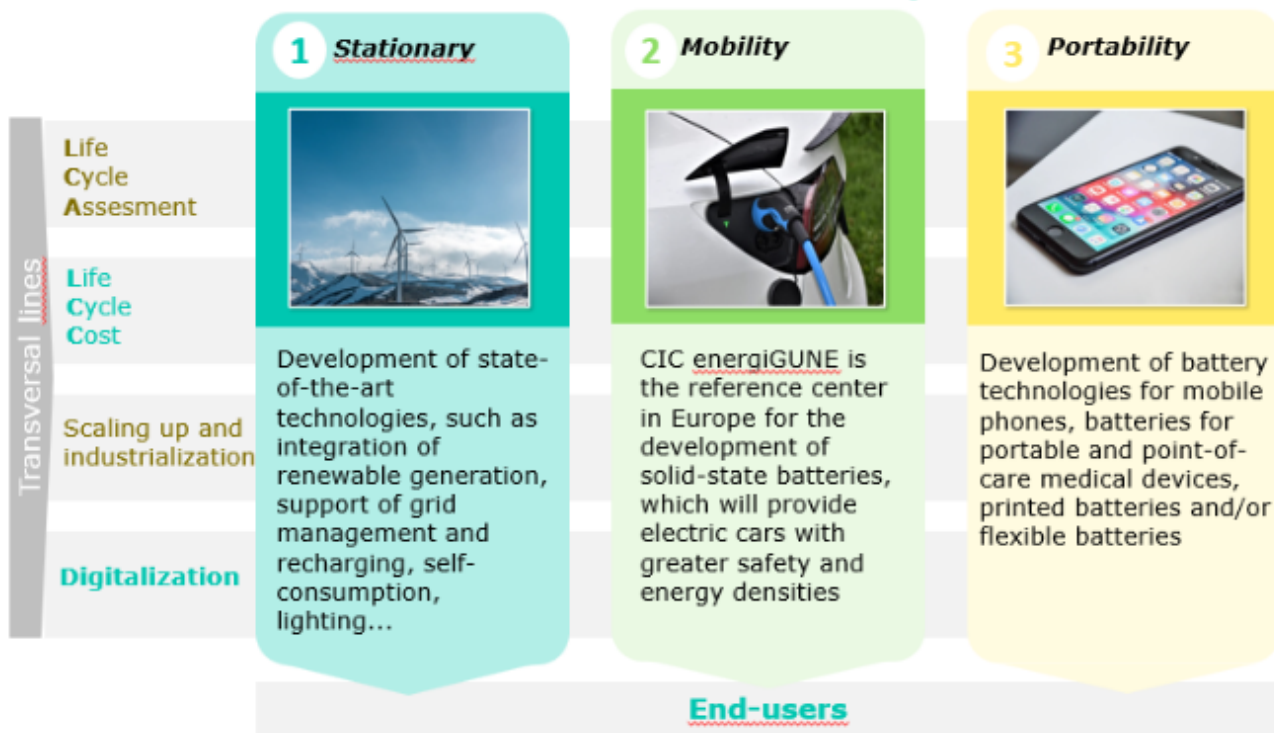 1 Stationary
2 Mobility
3 Portability
Transversal lines
Life
Cycle
Assesment
Life
Cycle
Cost
Scaling up and
industrialization
Digitalization
Development of state-
of-the-art
technologies, such as
integration of
renewable generation,
support of grid
management and
recharging, self-
consumption,
lighting...
CIC energiGUNE is
the reference center
in Europe for the
development of
solid-state batteries,
which will provide
electric cars with
greater safety and
energy densities
Development of battery
technologies for mobile
phones, batteries for
portable and point-of-
care medical devices,
printed batteries and/or
flexible batteries
End-users